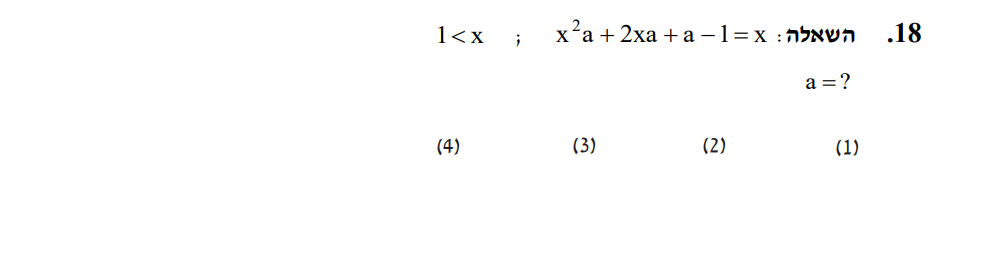 18. השאלה: x²a + 2xa + a − 1 = x ; 1 < x
a = ?
(1) (2) (3) (4)